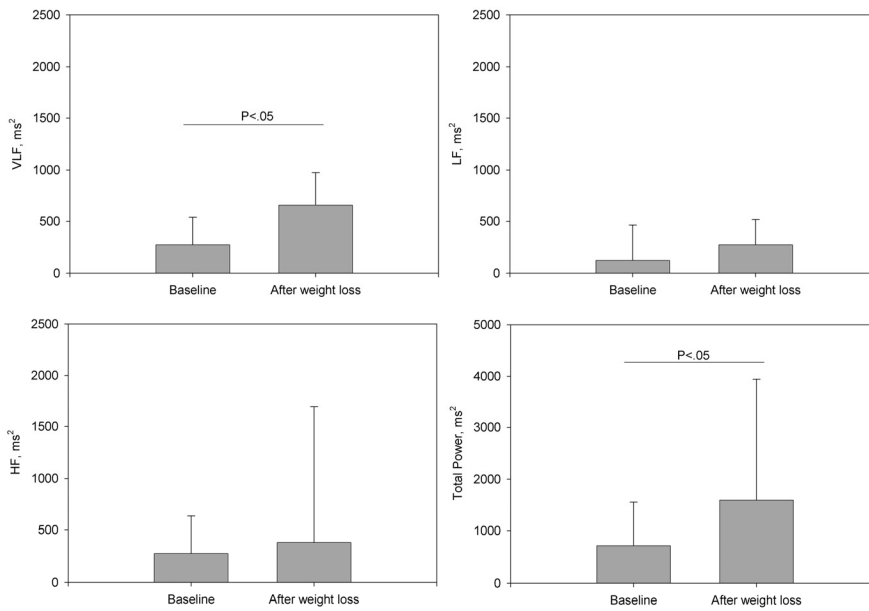 2500
2000
1500
1000
500
0
VLF, ms²
P<.05
Baseline After weight loss
2500
2000
1500
1000
500
0
LF, ms²
Baseline After weight loss
2500
2000
1500
1000
500
0
HF, ms²
Baseline After weight loss
5000
4000
3000
2000
1000
0
Total Power, ms²
P<.05
Baseline After weight loss